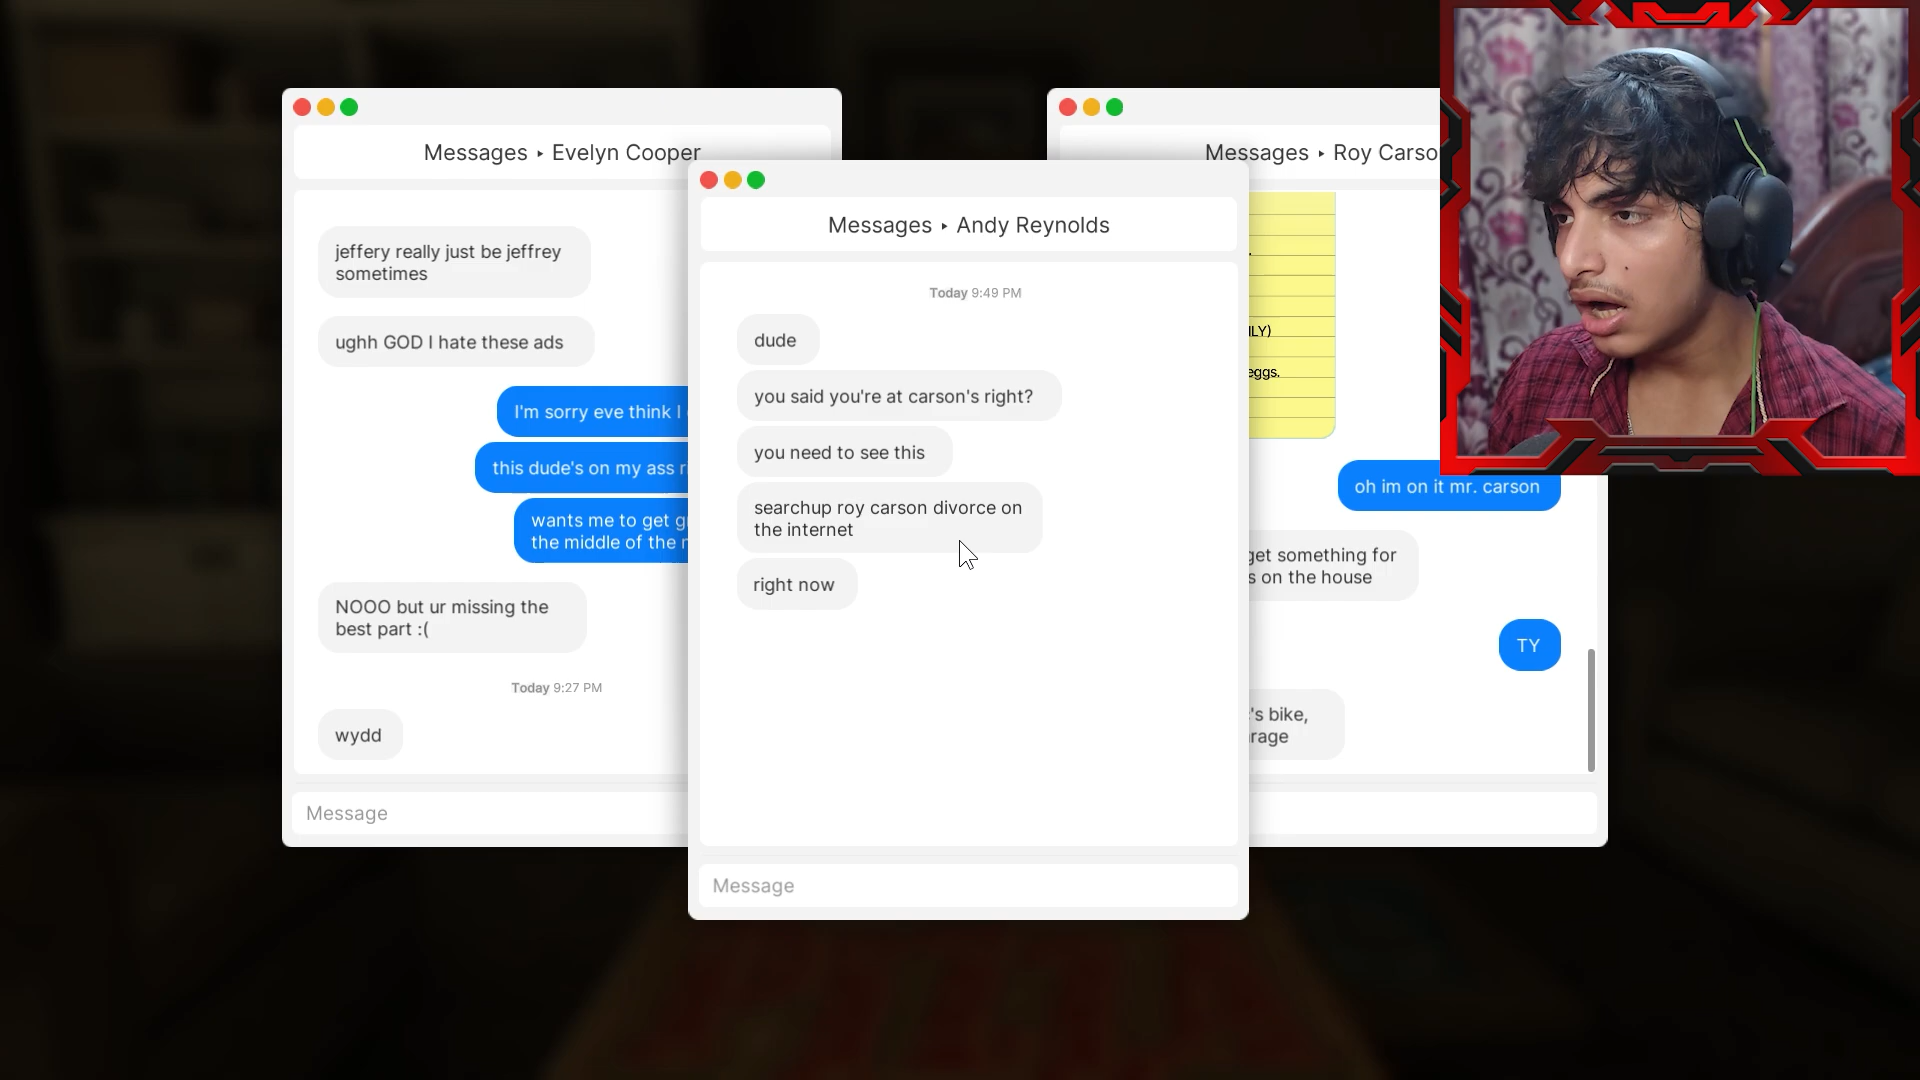 Messages ‣ Evelyn Cooper
jeffery really just be jeffrey
sometimes
ughh GOD I hate these ads
I'm sorry eve think I
this dude's on my ass
wants me to get
the middle of the
NOOO but ur missing the
best part :(
Today 9:27 PM
wydd
Message
Messages ‣ Andy Reynolds
Today 9:49 PM
dude
you said you're at carson's right?
you need to see this
searchup roy carson divorce on
the internet
right now
Message
Messages ‣ Roy Carso
eggs.
oh im on it mr. carson
get something for
s on the house
TY
's bike,